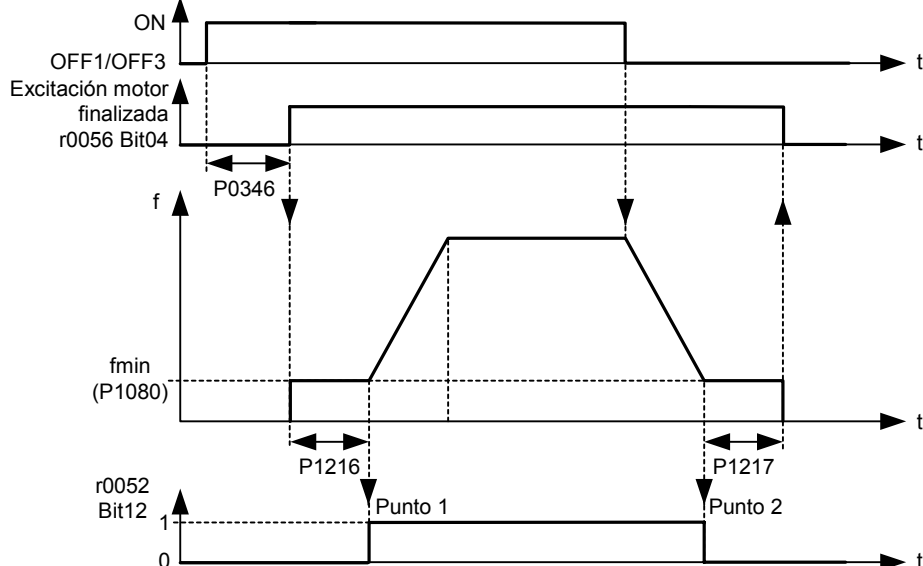 ON
OFF1/OFF3
t
Excitación motor
finalizada
r0056 Bit04
t
P0346
f
fmin
(P1080)
t
P1216
P1217
r0052
Bit12
1
Punto 1
Punto 2
0
t